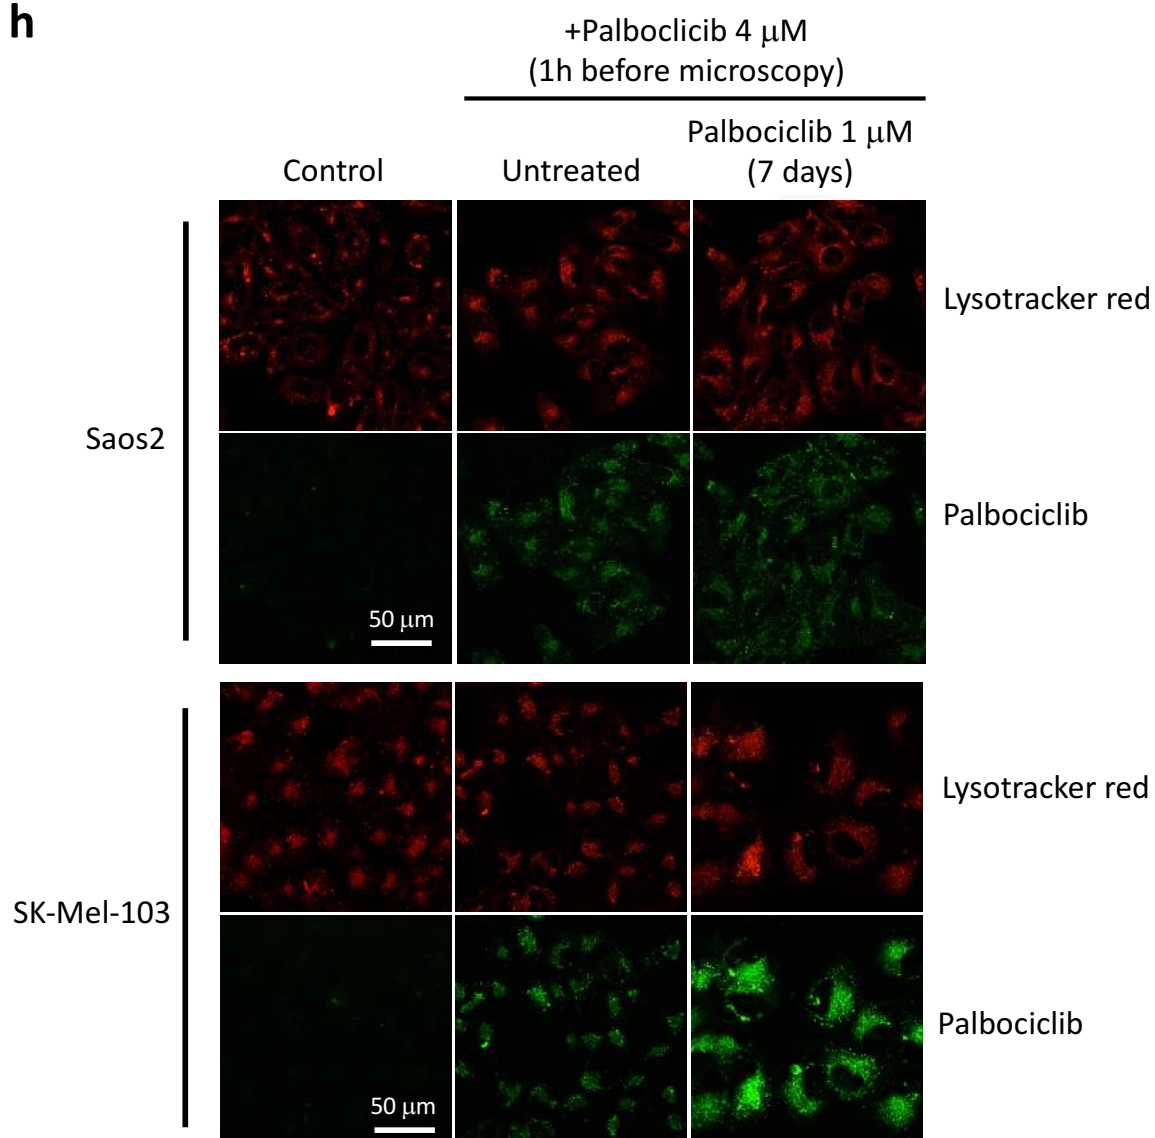 h
+Palboclicib 4 μM
(1h before microscopy)
Control
Untreated
Palbociclib 1 μM
(7 days)
Saos2
Lysotracker red
Palbociclib
50 μm
SK-Mel-103
Lysotracker red
Palbociclib
50 μm